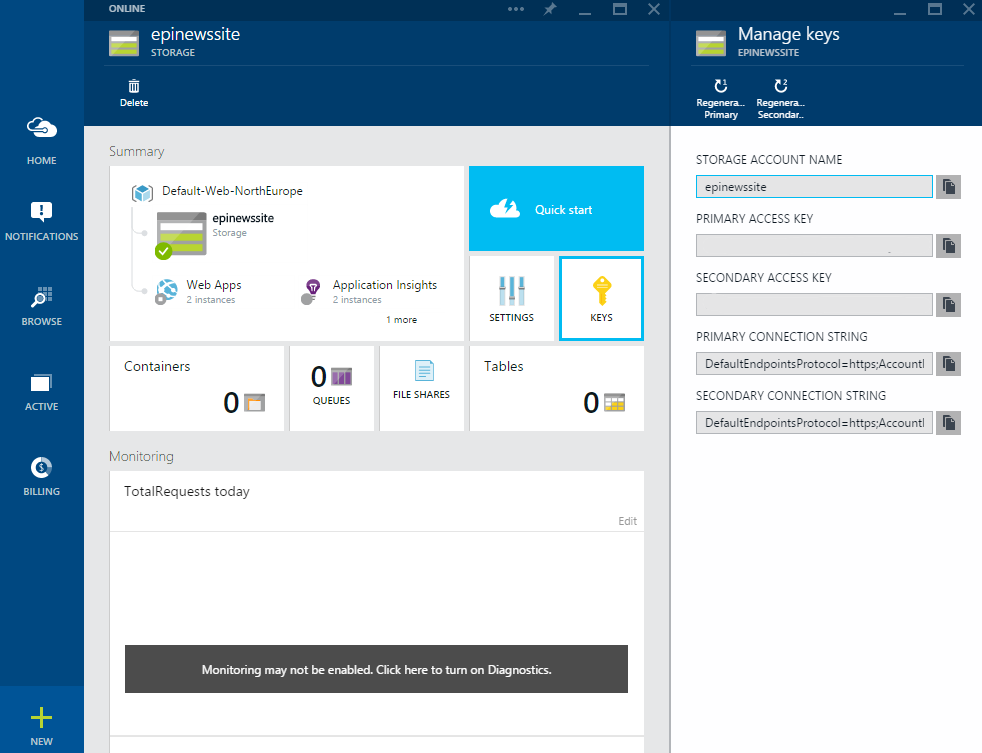 HOME
NOTIFICATIONS
BROWSE
ACTIVE
BILLING
NEW
ONLINE
epinewssite
STORAGE
Delete
Summary
Default-Web-NorthEurope
epinewssite
Storage
Web Apps
2 instances
Application Insights
2 instances
1 more
Quick start
SETTINGS
KEYS
Containers
0
0
QUEUES
FILE SHARES
Tables
0
Monitoring
TotalRequests today
Edit
Monitoring may not be enabled. Click here to turn on Diagnostics.
Manage keys
EPINEWSSITE
1
Regenera...
Primary
2
Regenera...
Secondar..
STORAGE ACCOUNT NAME
epinewssite
PRIMARY ACCESS KEY
SECONDARY ACCESS KEY
PRIMARY CONNECTION STRING
DefaultEndpointsProtocol=https;Accountl
SECONDARY CONNECTION STRING
DefaultEndpointsProtocol=https;Accountl